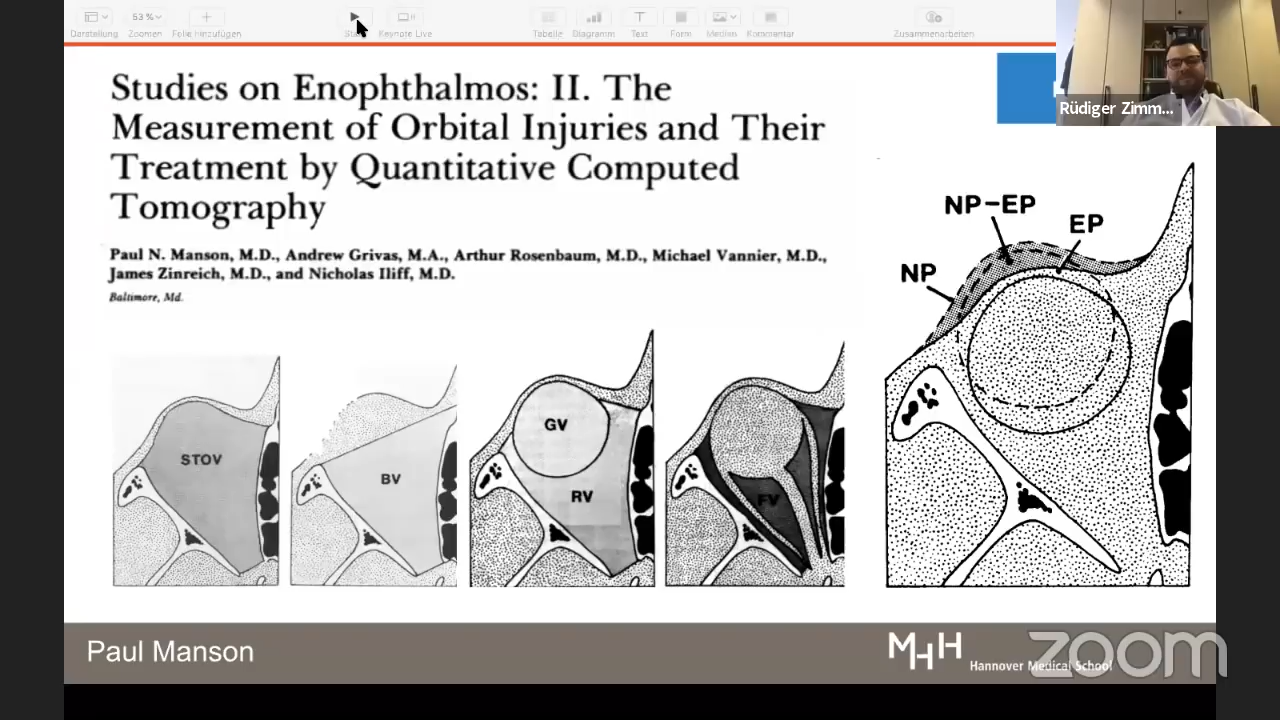 53 %
Darstellung
Zoomen
Folie hinzufügen
Keynote Live
Tabelle
Diagramm
Text
Form
Medien
Kommentar
Zusammenarbeiten
Rüdiger Zimm...
Studies on Enophthalmos: II. The
Measurement of Orbital Injuries and Their
Treatment by Quantitative Computed
Tomography
Paul N. Manson, M.D., Andrew Grivas, M.A., Arthur Rosenbaum, M.D., Michael Vannier, M.D.,
James Zinreich, M.D., and Nicholas Iliff, M.D.
Baltimore, Md.
NP-EP
EP
NP
STOV
BV
GV
RV
FV
Paul Manson
MHH
Hannover Medical School
zoom